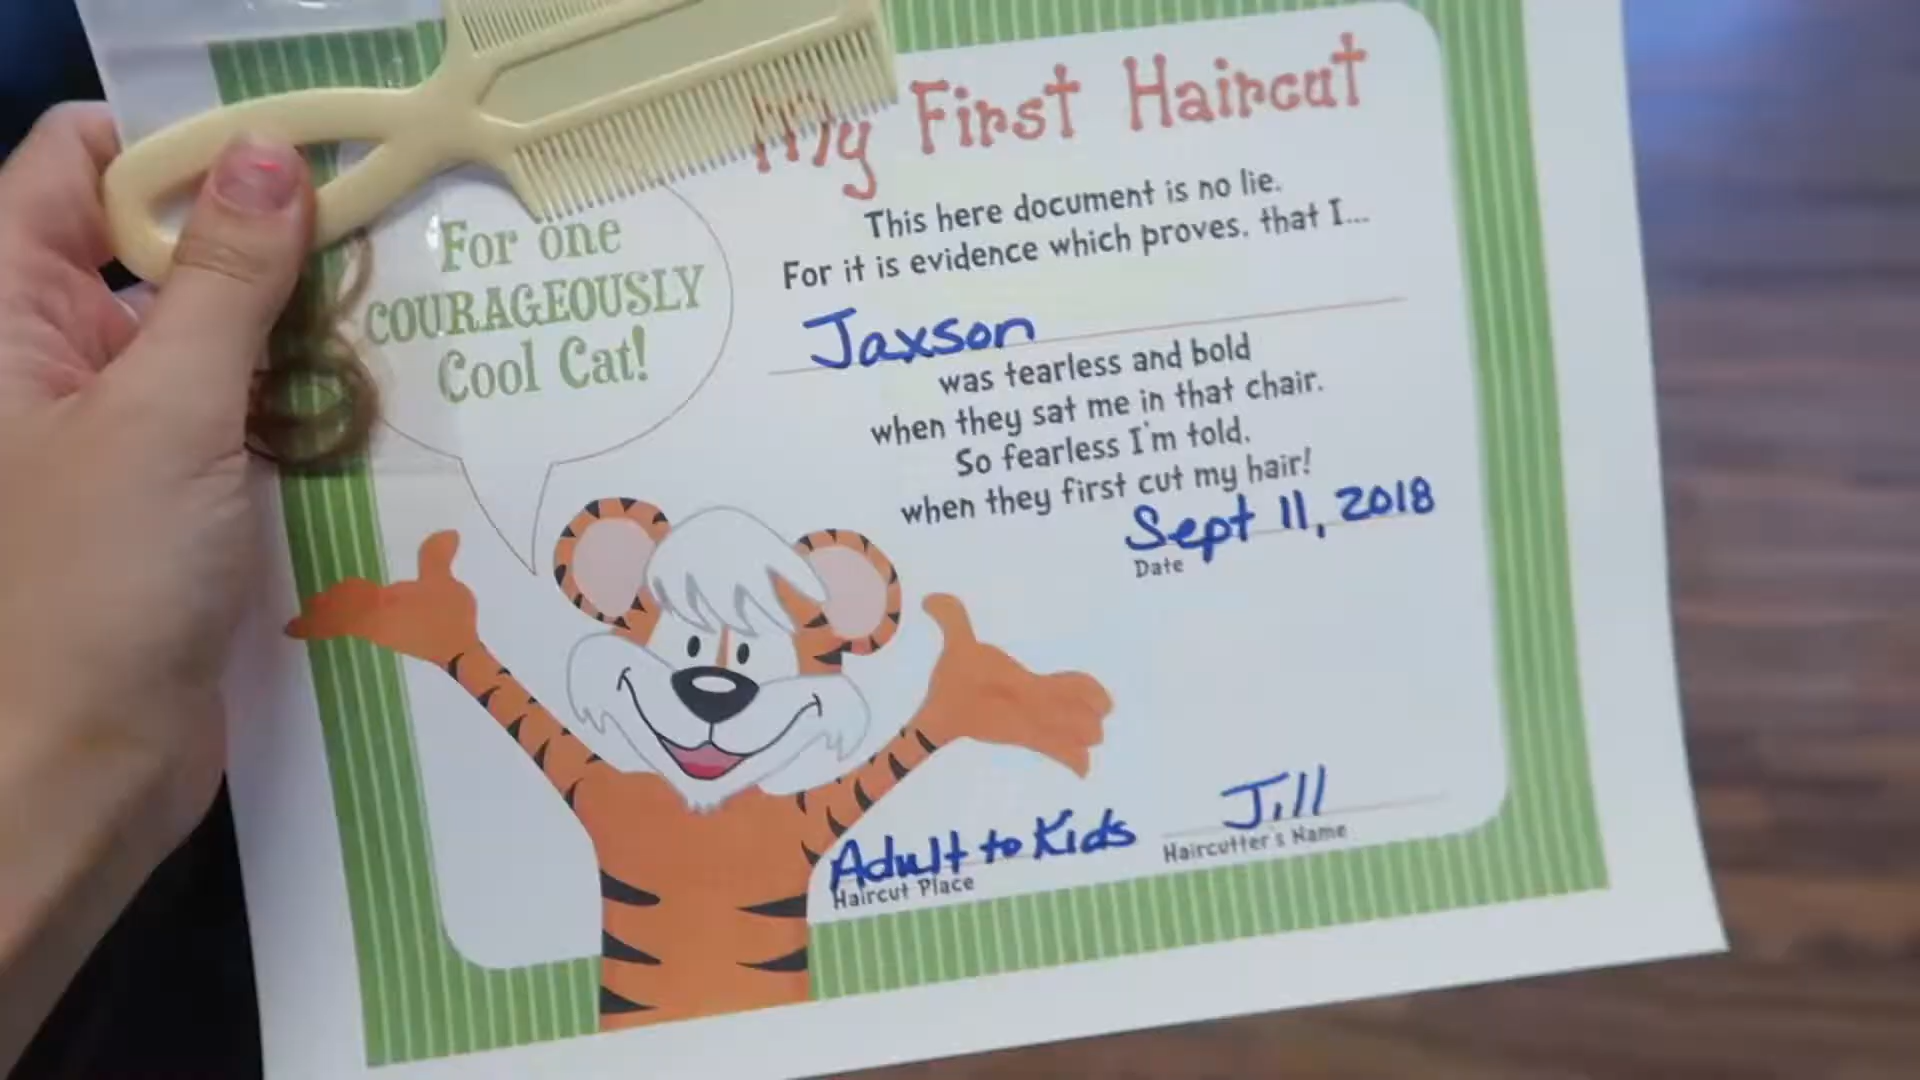 My First Haircut
For one
COURAGEOUSLY
Cool Cat!
This here document is no lie.
For it is evidence which proves, that I...
Jaxson
was tearless and bold
when they sat me in that chair.
So fearless I'm told,
when they first cut my hair!
Sept 11, 2018
Date
Adult to Kids
Haircut Place
Jill
Haircutter's Name